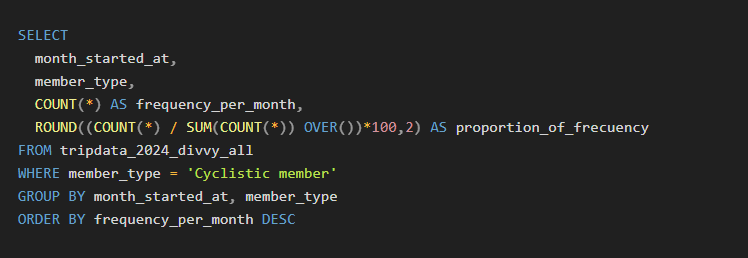 SELECT
month_started_at,
member_type,
COUNT(*) AS frequency_per_month,
ROUND((COUNT(*) / SUM(COUNT(*)) OVER())*100,2) AS proportion_of_frecuency
FROM tripdata_2024_divvy_all
WHERE member_type = 'Cyclistic member'
GROUP BY month_started_at, member_type
ORDER BY frequency_per_month DESC